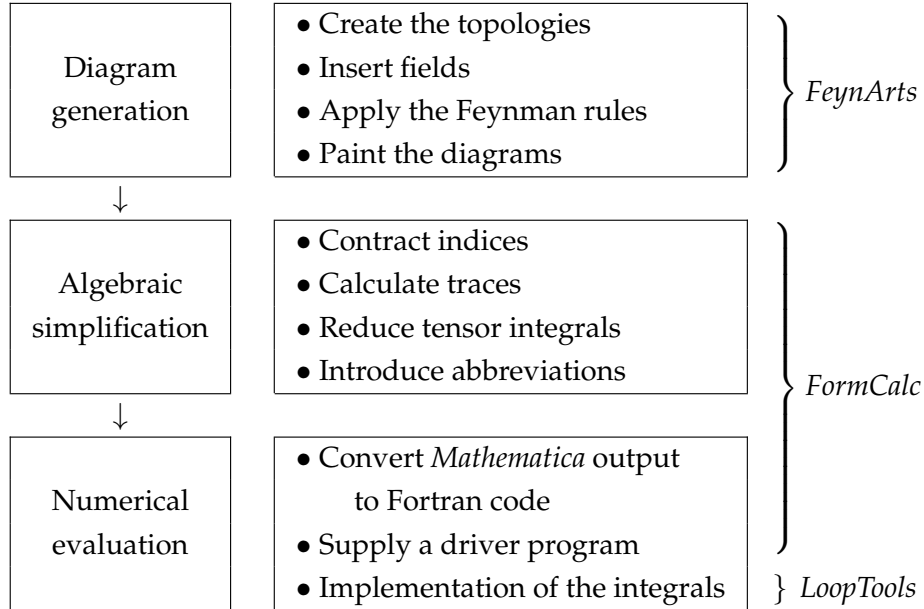 Diagram
generation
• Create the topologies
• Insert fields
• Apply the Feynman rules
• Paint the diagrams
} FeynArts
↓
Algebraic
simplification
• Contract indices
• Calculate traces
• Reduce tensor integrals
• Introduce abbreviations
} FormCalc
↓
Numerical
evaluation
• Convert Mathematica output
to Fortran code
• Supply a driver program
• Implementation of the integrals
} LoopTools